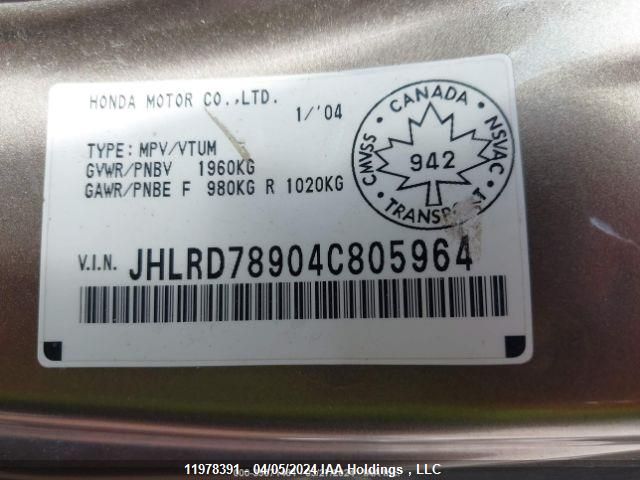 HONDA MOTOR CO.,LTD.
1/'04
TYPE: MPV/VTUM
GVWR/PNBV 1960KG
GAWR/PNBE F 980KG R 1020KG
CANADA
CMVSS
NSVAC
942
TRANSPORT
V.I.N. JHLRD78904C805964
11978391 - 04/05/2024 IAA Holdings , LLC